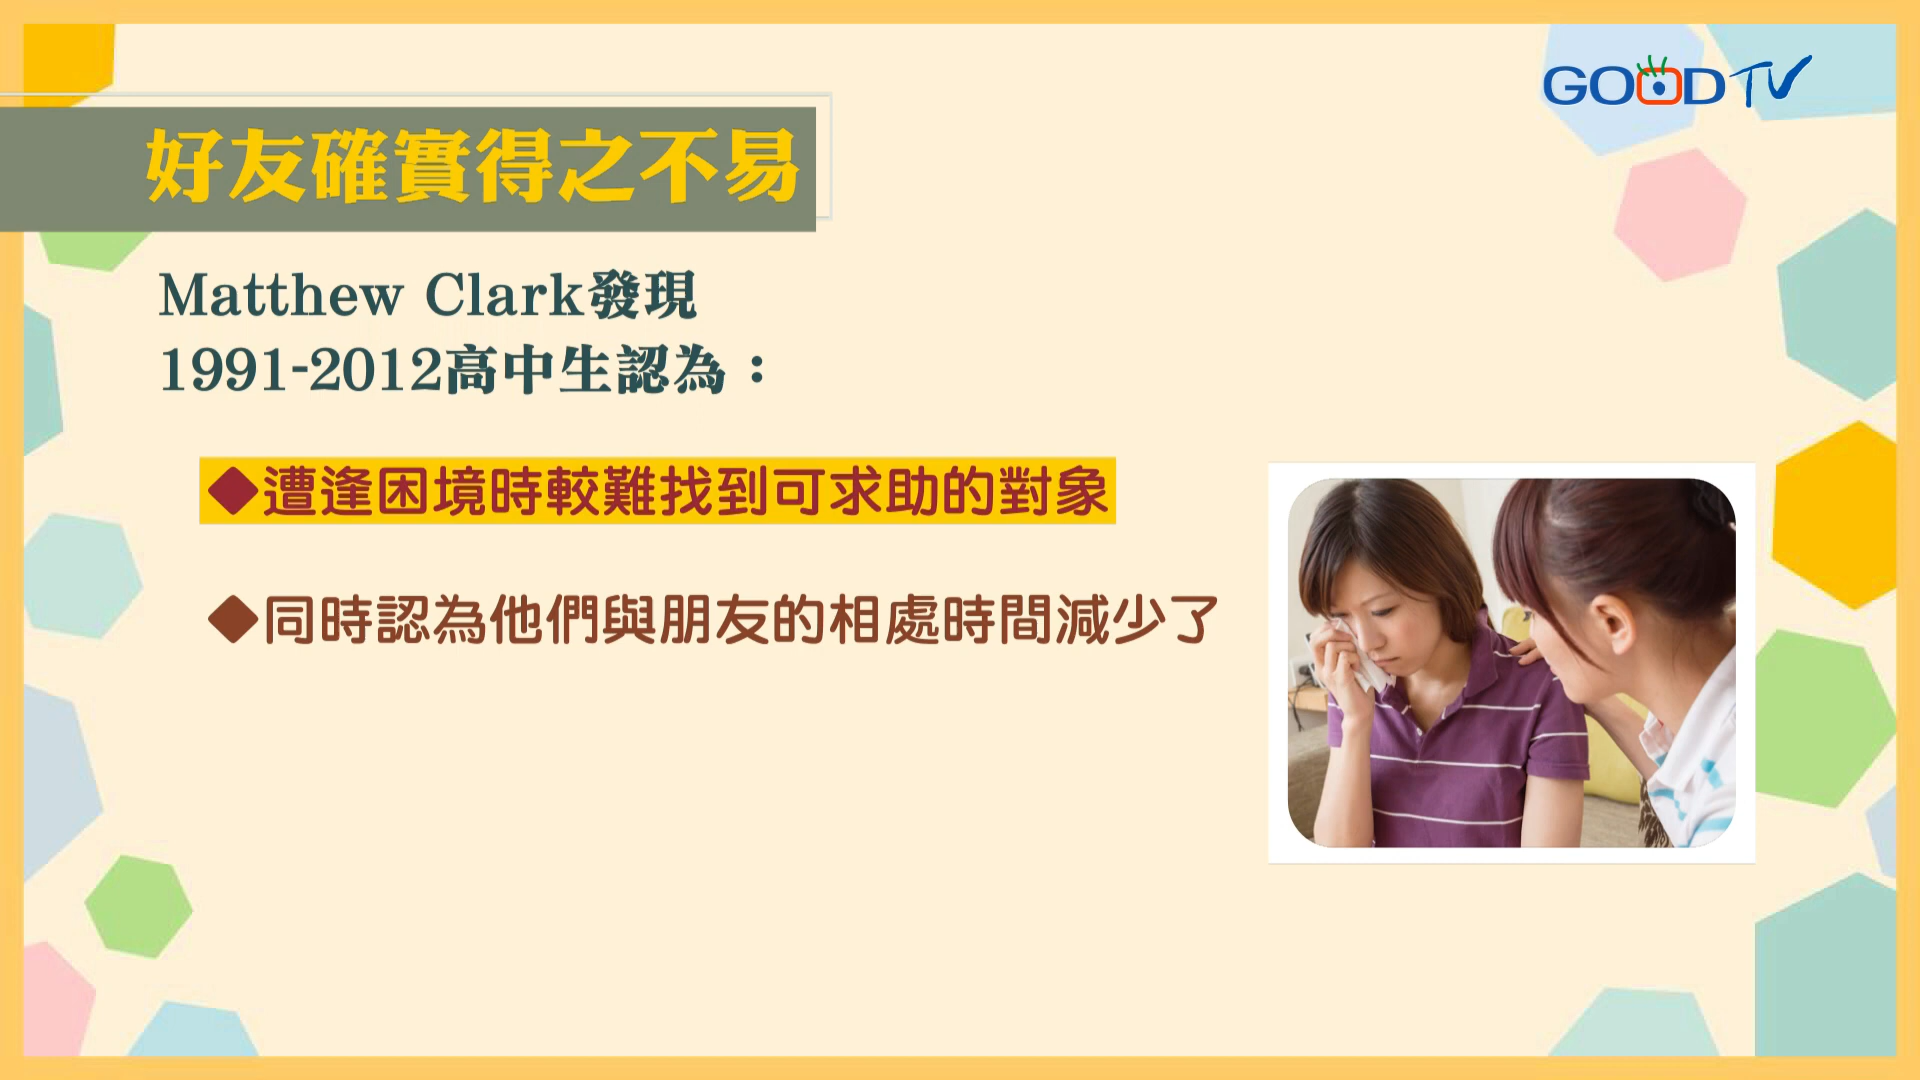 GOOD TV
好友確實得之不易
Matthew Clark發現
1991-2012高中生認為：
◆遭逢困境時較難找到可求助的對象
◆同時認為他們與朋友的相處時間減少了